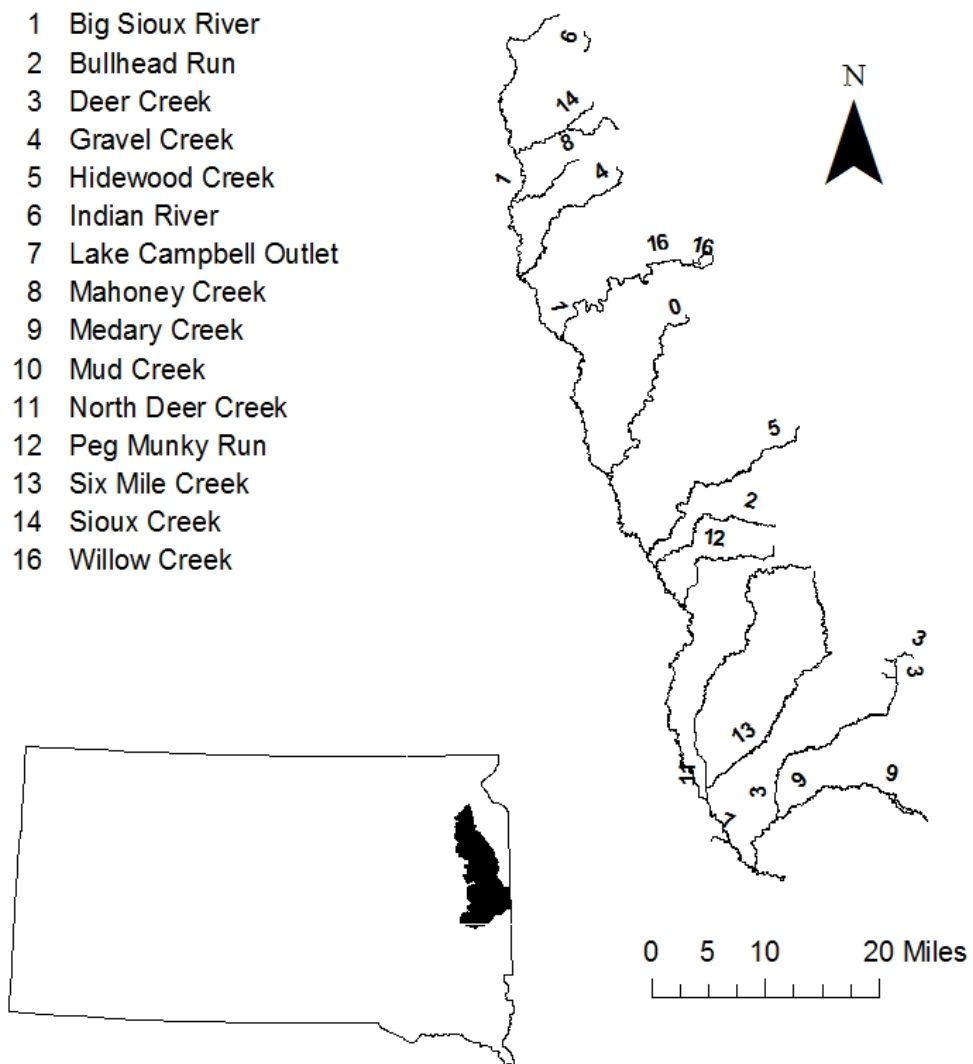 1 Big Sioux River
2 Bullhead Run
3 Deer Creek
4 Gravel Creek
5 Hidewood Creek
6 Indian River
7 Lake Campbell Outlet
8 Mahoney Creek
9 Medary Creek
10 Mud Creek
11 North Deer Creek
12 Peg Munky Run
13 Six Mile Creek
14 Sioux Creek
16 Willow Creek
6
N
14
8
1
4
16
16
1
0
5
2
12
3
3
13
11
3
9
9
7
0 5 10 20 Miles